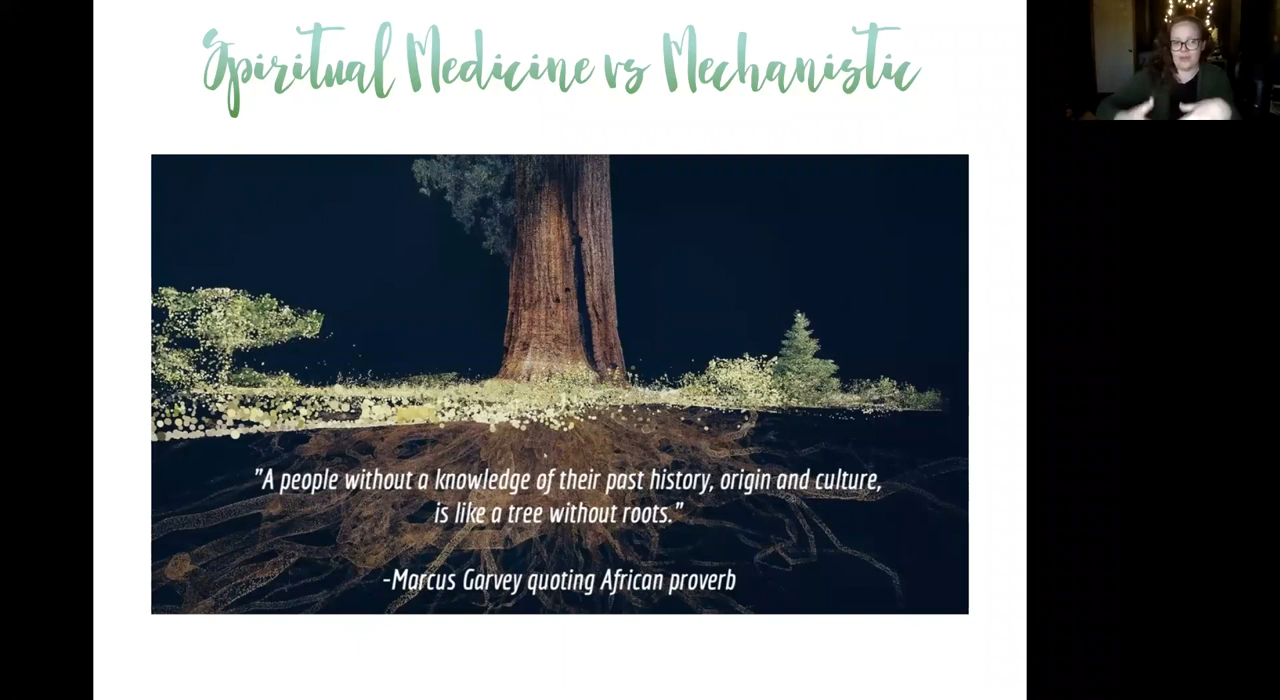 Spiritual Medicine vs Mechanistic
"A people without a knowledge of their past history, origin and culture,
is like a tree without roots."
-Marcus Garvey quoting African proverb